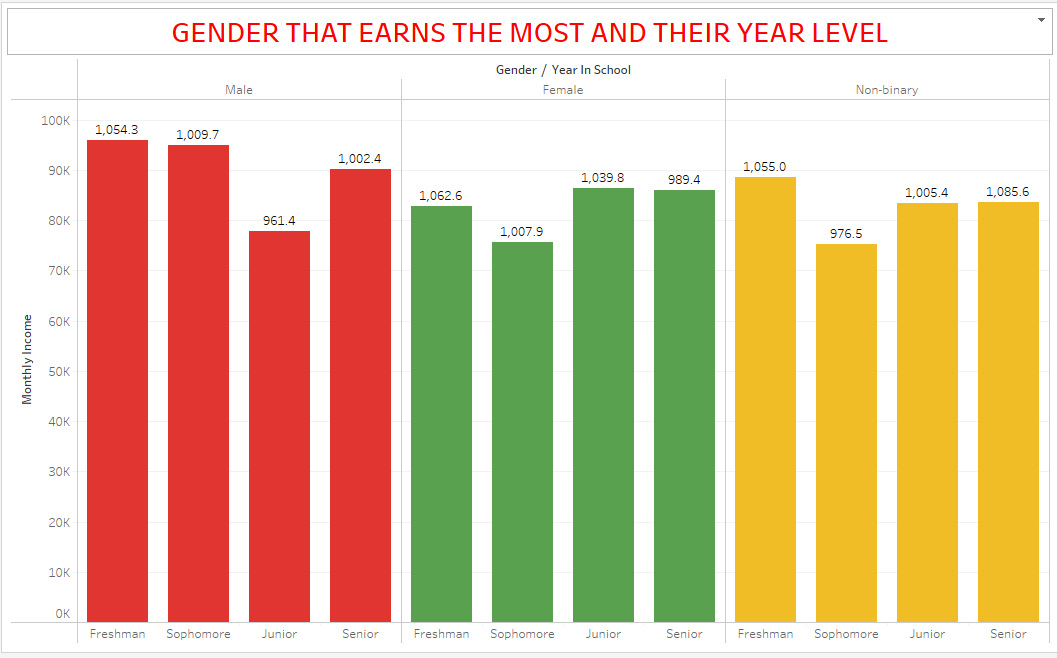 GENDER THAT EARNS THE MOST AND THEIR YEAR LEVEL
Gender / Year In School
Male Female Non-binary
100K
90K
80K
70K
60K
50K
40K
30K
20K
10K
0K
Monthly Income
1,054.3 1,009.7 961.4 1,002.4 1,062.6 1,007.9 1,039.8 989.4 1,055.0 976.5 1,005.4 1,085.6
Freshman Sophomore Junior Senior Freshman Sophomore Junior Senior Freshman Sophomore Junior Senior